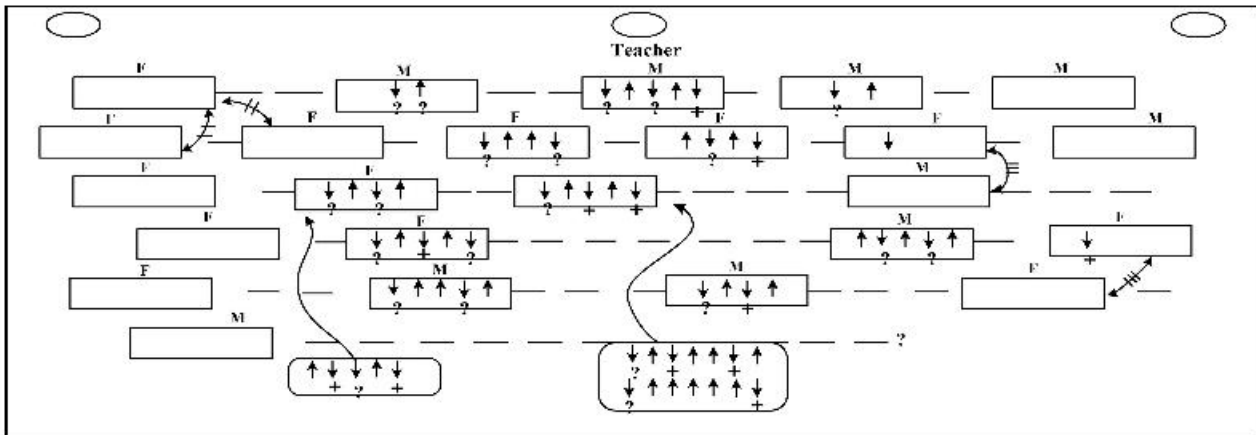 Teacher
F M M M M
? ? ? ? + ?
F F F F F M
? ? ? +
F F M
? ? ? + +
F F M F
? + ? ? ? +
F M M F
? ? ? +
M
?
? + +
+ ? +
? +